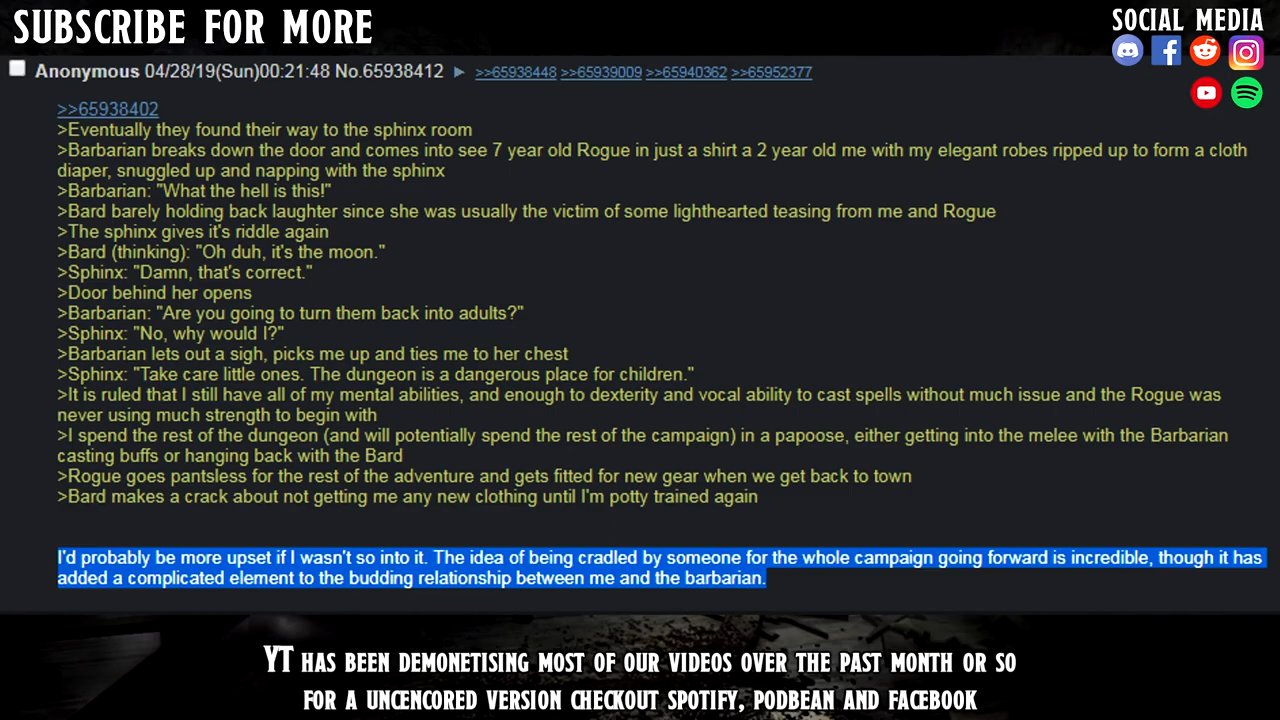 SUBSCRIBE FOR MORE
SOCIAL MEDIA
Anonymous 04/28/19(Sun)00:21:48 No.65938412 ▶ >>65938448 >>65939009 >>65940362 >>65952377
>>65938402
>Eventually they found their way to the sphinx room
>Barbarian breaks down the door and comes into see 7 year old Rogue in just a shirt a 2 year old me with my elegant robes ripped up to form a cloth
diaper, snuggled up and napping with the sphinx
>Barbarian: "What the hell is this!"
>Bard barely holding back laughter since she was usually the victim of some lighthearted teasing from me and Rogue
>The sphinx gives it's riddle again
>Bard (thinking): "Oh duh, it's the moon."
>Sphinx: "Damn, that's correct."
>Door behind her opens
>Barbarian: "Are you going to turn them back into adults?"
>Sphinx: "No, why would I?"
>Barbarian lets out a sigh, picks me up and ties me to her chest
>Sphinx: "Take care little ones. The dungeon is a dangerous place for children."
>It is ruled that I still have all of my mental abilities, and enough to dexterity and vocal ability to cast spells without much issue and the Rogue was
never using much strength to begin with
>I spend the rest of the dungeon (and will potentially spend the rest of the campaign) in a papoose, either getting into the melee with the Barbarian
casting buffs or hanging back with the Bard
>Rogue goes pantsless for the rest of the adventure and gets fitted for new gear when we get back to town
>Bard makes a crack about not getting me any new clothing until I'm potty trained again
I'd probably be more upset if I wasn't so into it. The idea of being cradled by someone for the whole campaign going forward is incredible, though it has
added a complicated element to the budding relationship between me and the barbarian.
YT HAS BEEN DEMONETISING MOST OF OUR VIDEOS OVER THE PAST MONTH OR SO
FOR A UNCENCORED VERSION CHECKOUT SPOTIFY, PODBEAN AND FACEBOOK